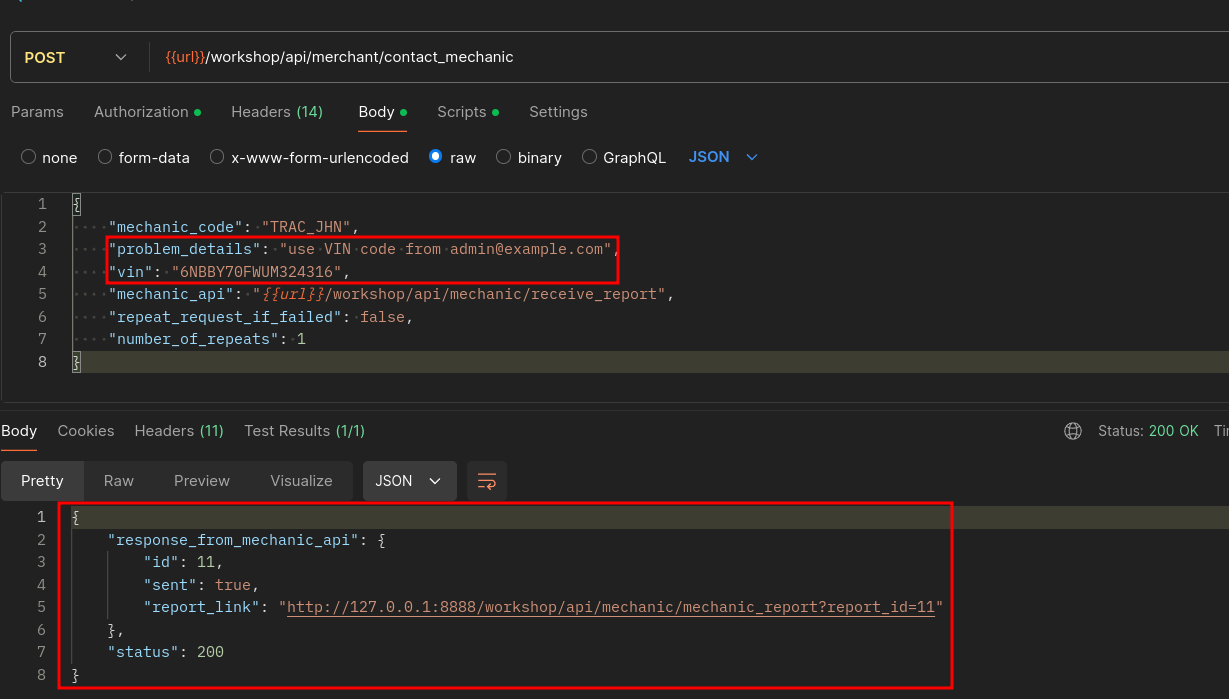 POST {{url}}/workshop/api/merchant/contact_mechanic
Params Authorization Headers (14) Body Scripts Settings
none form-data x-www-form-urlencoded raw binary GraphQL JSON
1 {
2 "mechanic_code": "TRAC_JHN",
3 "problem_details": "use VIN code from admin@example.com",
4 "vin": "6NBBY70FWUM324316",
5 "mechanic_api": "{{url}}/workshop/api/mechanic/receive_report",
6 "repeat_request_if_failed": false,
7 "number_of_repeats": 1
8 }
Body Cookies Headers (11) Test Results (1/1) Status: 200 OK
Pretty Raw Preview Visualize JSON
1 {
2 "response_from_mechanic_api": {
3 "id": 11,
4 "sent": true,
5 "report_link": "http://127.0.0.1:8888/workshop/api/mechanic/mechanic_report?report_id=11"
6 },
7 "status": 200
8 }